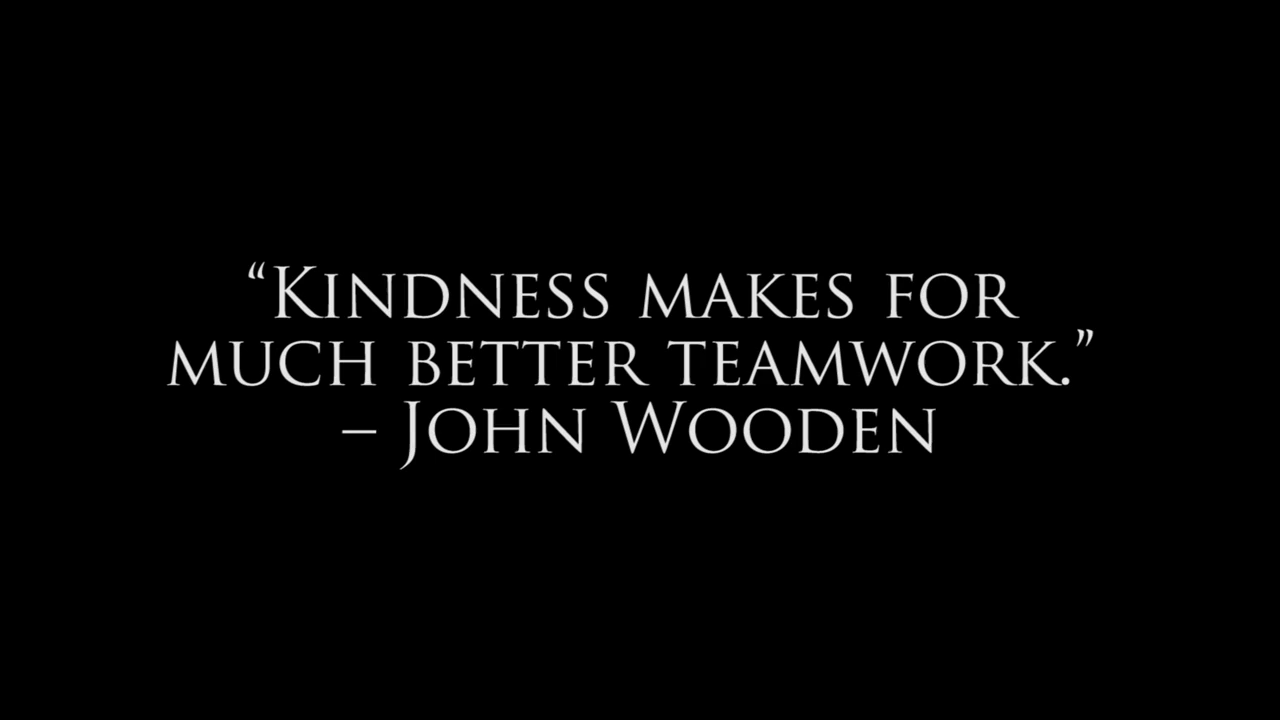 “Kindness makes for
much better teamwork.”
– John Wooden